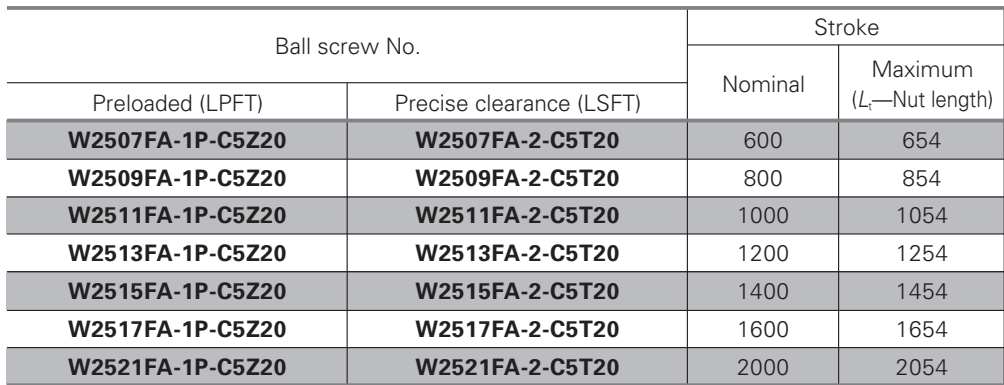 Ball screw No. Stroke
Nominal Maximum
(Lt—Nut length)
Preloaded (LPFT) Precise clearance (LSFT)
W2507FA-1P-C5Z20 W2507FA-2-C5T20 600 654
W2509FA-1P-C5Z20 W2509FA-2-C5T20 800 854
W2511FA-1P-C5Z20 W2511FA-2-C5T20 1000 1054
W2513FA-1P-C5Z20 W2513FA-2-C5T20 1200 1254
W2515FA-1P-C5Z20 W2515FA-2-C5T20 1400 1454
W2517FA-1P-C5Z20 W2517FA-2-C5T20 1600 1654
W2521FA-1P-C5Z20 W2521FA-2-C5T20 2000 2054